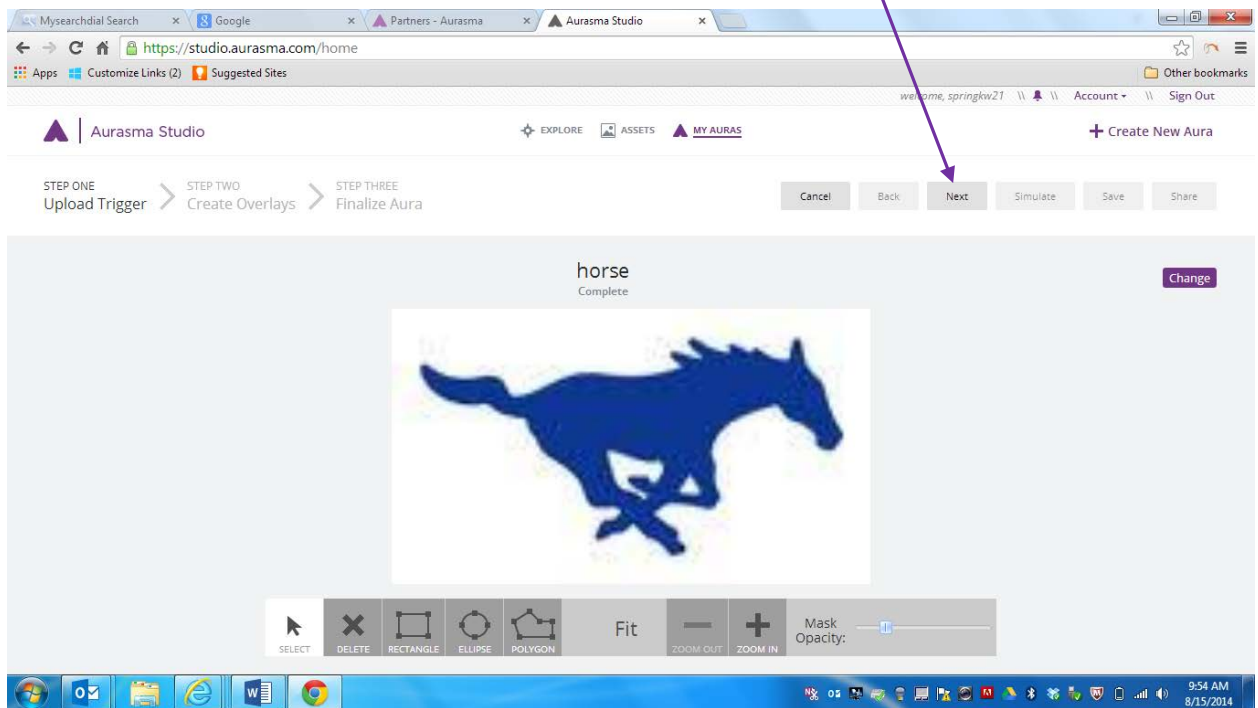 Mysearchdial Search
Google
Partners - Aurasma
Aurasma Studio
https://studio.aurasma.com/home
Apps Customize Links (2) Suggested Sites Other bookmarks
welcome, springkw21 \\ \\ Account \\ Sign Out
Aurasma Studio EXPLORE ASSETS MY AURAS + Create New Aura
STEP ONE STEP TWO STEP THREE
Upload Trigger Create Overlays Finalize Aura
Cancel Back Next Simulate Save Share
horse
Complete
Change
SELECT DELETE RECTANGLE ELLIPSE POLYGON Fit ZOOM OUT ZOOM IN
Mask
Opacity:
9:54 AM
8/15/2014